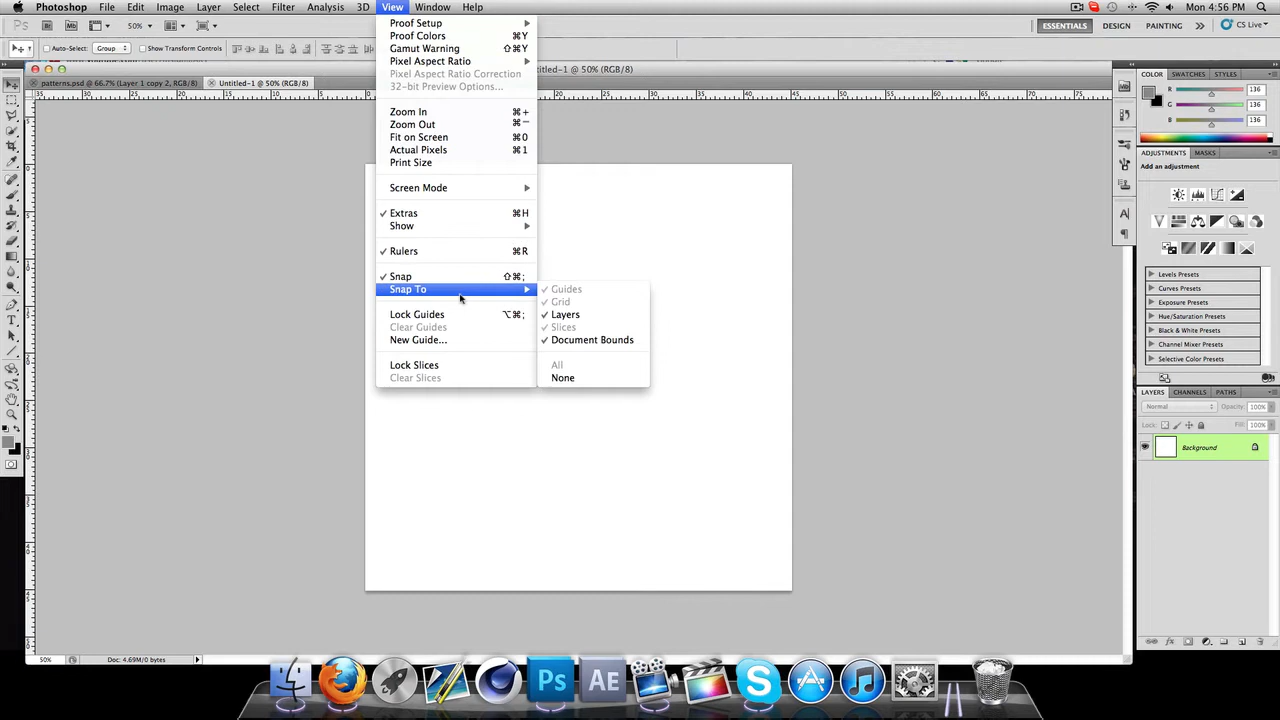 Photoshop File Edit Image Layer Select Filter Analysis 3D View Window Help Mon 4:56 PM
Ps Br Mb 50% ESSENTIALS DESIGN PAINTING » CS Live
Auto-Select: Group Show Transform Controls
patterns.psd @ 66.7% (Layer 1 copy 2, RGB/8)
Untitled-1 @ 50% (RGB/8)
ntitled-1 @ 50% (RGB/8)
Proof Setup
Proof Colors ⌘Y
Gamut Warning ⇧⌘Y
Pixel Aspect Ratio
Pixel Aspect Ratio Correction
32-bit Preview Options...
Zoom In ⌘+
Zoom Out ⌘−
Fit on Screen ⌘0
Actual Pixels ⌘1
Print Size
Screen Mode
✓ Extras ⌘H
Show
✓ Rulers ⌘R
✓ Snap ⇧⌘;
Snap To
Lock Guides ⌥⌘;
Clear Guides
New Guide...
Lock Slices
Clear Slices
✓ Guides
✓ Grid
✓ Layers
✓ Slices
✓ Document Bounds
All
None
COLOR SWATCHES STYLES
R 136
G 136
B 136
ADJUSTMENTS MASKS
Add an adjustment
Levels Presets
Curves Presets
Exposure Presets
Hue/Saturation Presets
Black & White Presets
Channel Mixer Presets
Selective Color Presets
LAYERS CHANNELS PATHS
Normal Opacity: 100%
Lock: Fill: 100%
Background
50% Doc: 4.69M/0 bytes
Ps AE